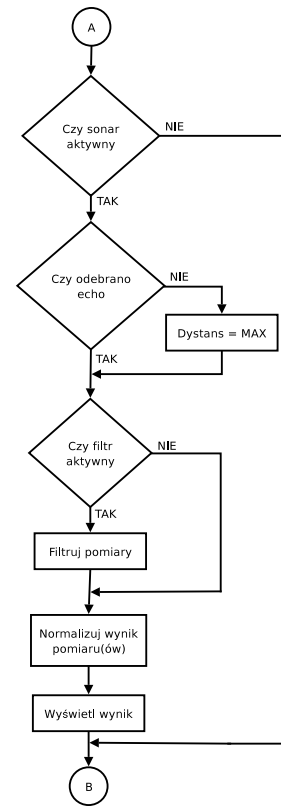 A
Czy sonar
aktywny
NIE
TAK
Czy odebrano
echo
NIE
Dystans = MAX
TAK
Czy filtr
aktywny
NIE
TAK
Filtruj pomiary
Normalizuj wynik
pomiaru(ów)
Wyświetl wynik
B